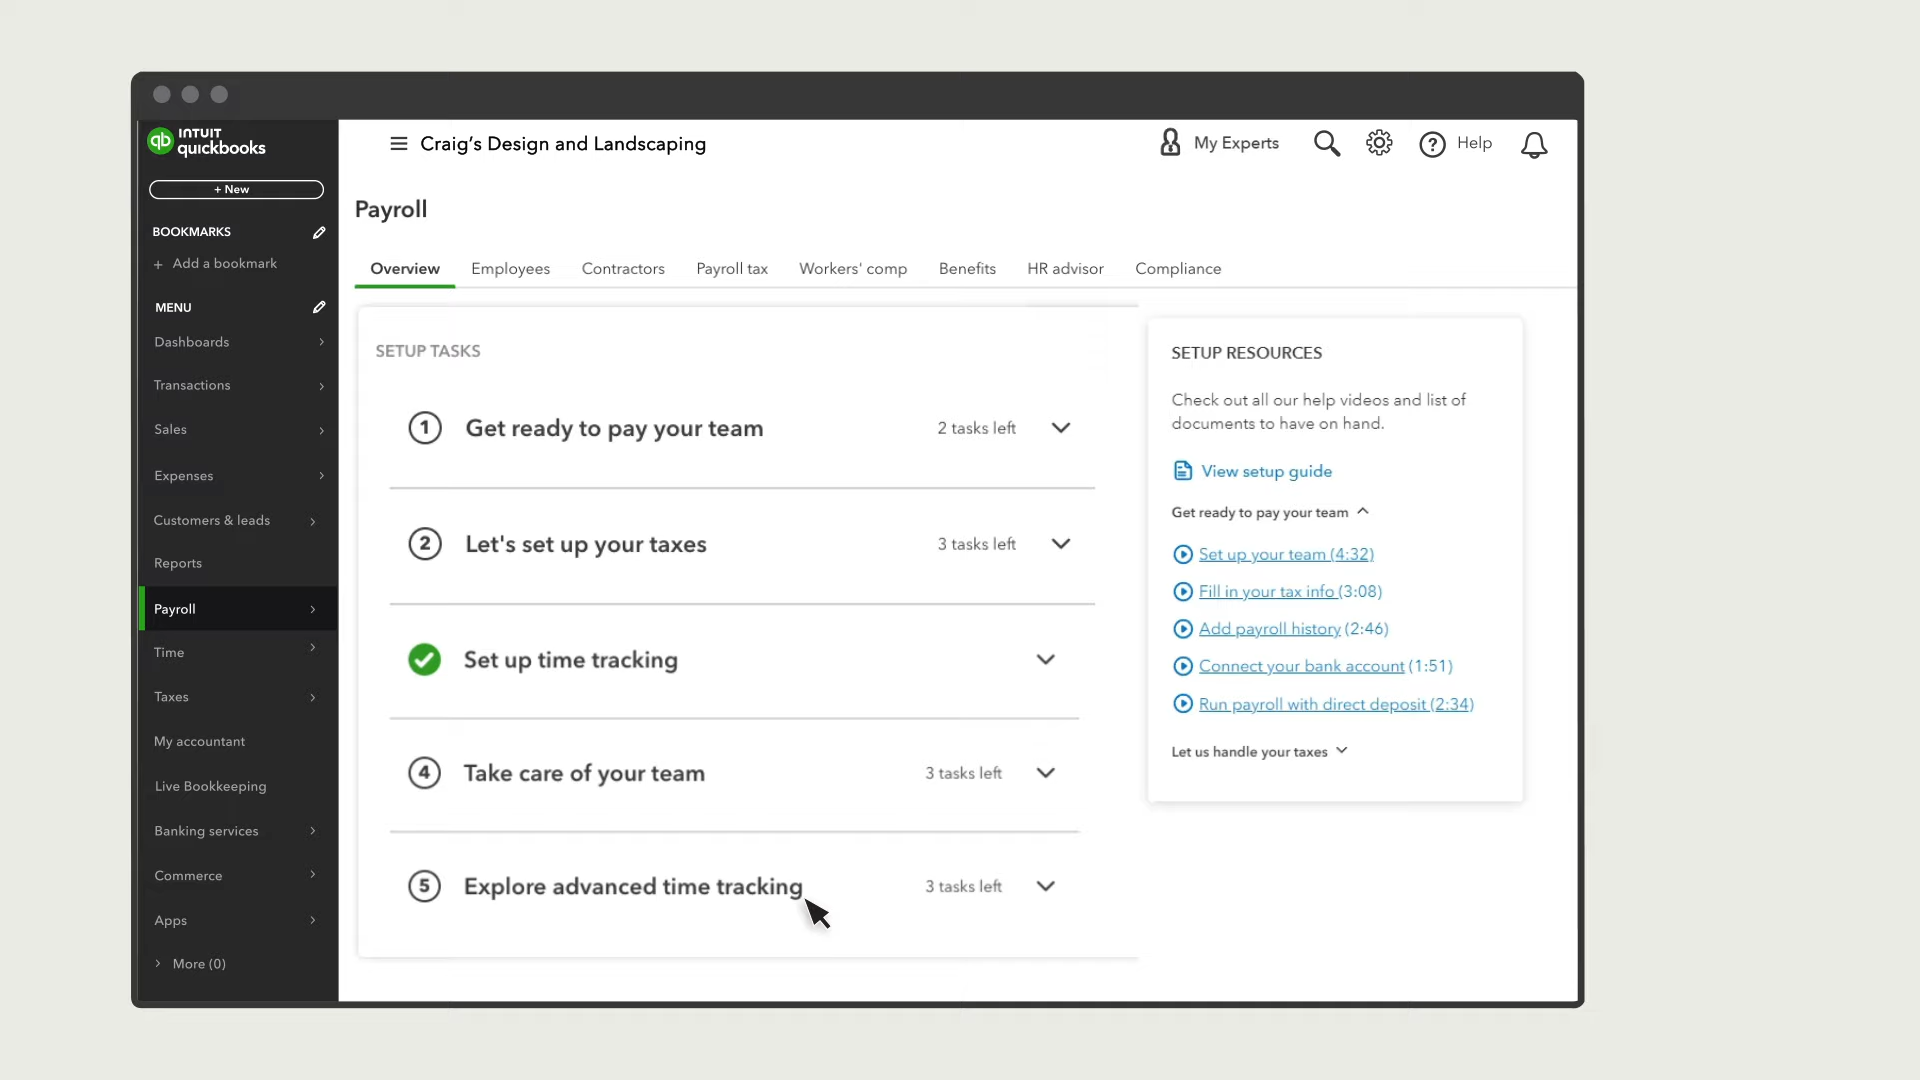 INTUIT
quickbooks
+ New
BOOKMARKS
+ Add a bookmark
MENU
Dashboards
Transactions
Sales
Expenses
Customers & leads
Reports
Payroll
Time
Taxes
My accountant
Live Bookkeeping
Banking services
Commerce
Apps
More (0)
Craig's Design and Landscaping
My Experts
Help
Payroll
Overview Employees Contractors Payroll tax Workers' comp Benefits HR advisor Compliance
SETUP TASKS
1 Get ready to pay your team 2 tasks left
2 Let's set up your taxes 3 tasks left
Set up time tracking
4 Take care of your team 3 tasks left
5 Explore advanced time tracking 3 tasks left
SETUP RESOURCES
Check out all our help videos and list of
documents to have on hand.
View setup guide
Get ready to pay your team
Set up your team (4:32)
Fill in your tax info (3:08)
Add payroll history (2:46)
Connect your bank account (1:51)
Run payroll with direct deposit (2:34)
Let us handle your taxes